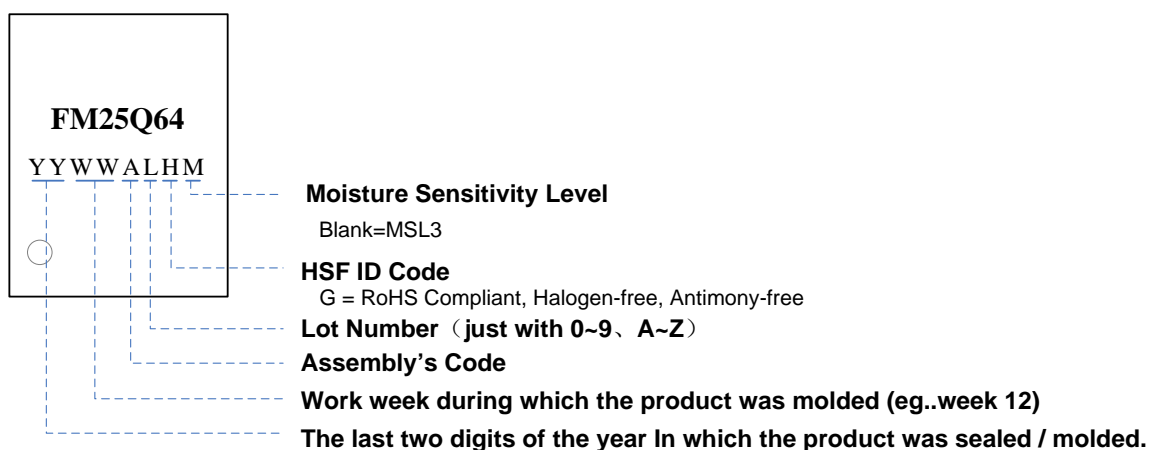 FM25Q64
YYWWALHM
Moisture Sensitivity Level
Blank=MSL3
HSF ID Code
G = RoHS Compliant, Halogen-free, Antimony-free
Lot Number（just with 0~9、A~Z）
Assembly’s Code
Work week during which the product was molded (eg..week 12)
The last two digits of the year In which the product was sealed / molded.